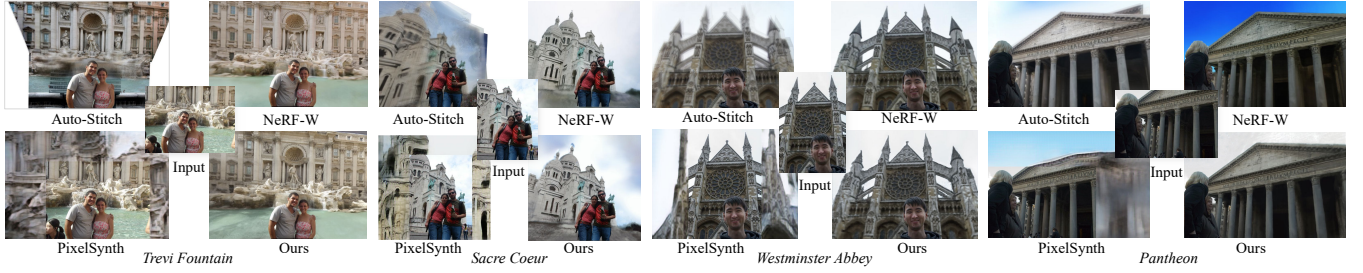 Auto-Stitch NeRF-W Auto-Stitch NeRF-W Auto-Stitch NeRF-W Auto-Stitch NeRF-W
Input Input Input Input
PixelSynth Ours PixelSynth Ours PixelSynth Ours PixelSynth Ours
Trevi Fountain Sacre Coeur Westminster Abbey Pantheon